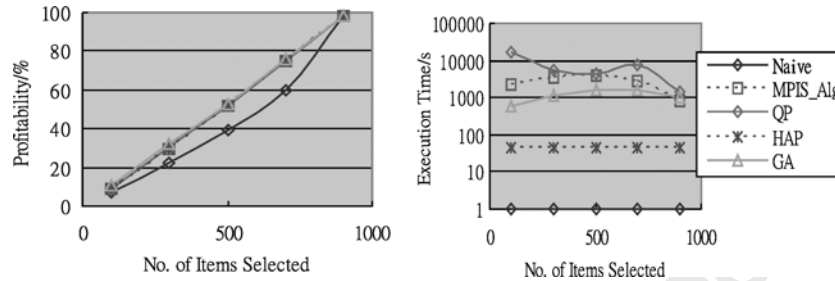 100
80
60
40
20
0
Profitability/%
0
500
1000
No. of Items Selected
100000
10000
1000
100
10
1
Execution Time/s
0
500
1000
No. of Items Selected
Naive
MPIS_Alg
QP
HAP
GA